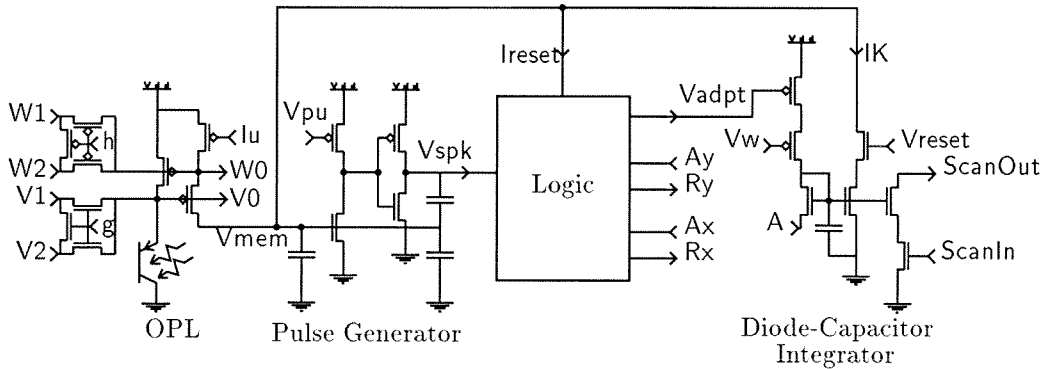 Ireset
IK
W1
h
W2
Iu
W0
V1
V0
g
V2
Vmem
OPL
Vpu
Vspk
Pulse Generator
Logic
Vadpt
Vw
Ay
Ry
Ax
Rx
A
Vreset
ScanOut
ScanIn
Diode-Capacitor
Integrator